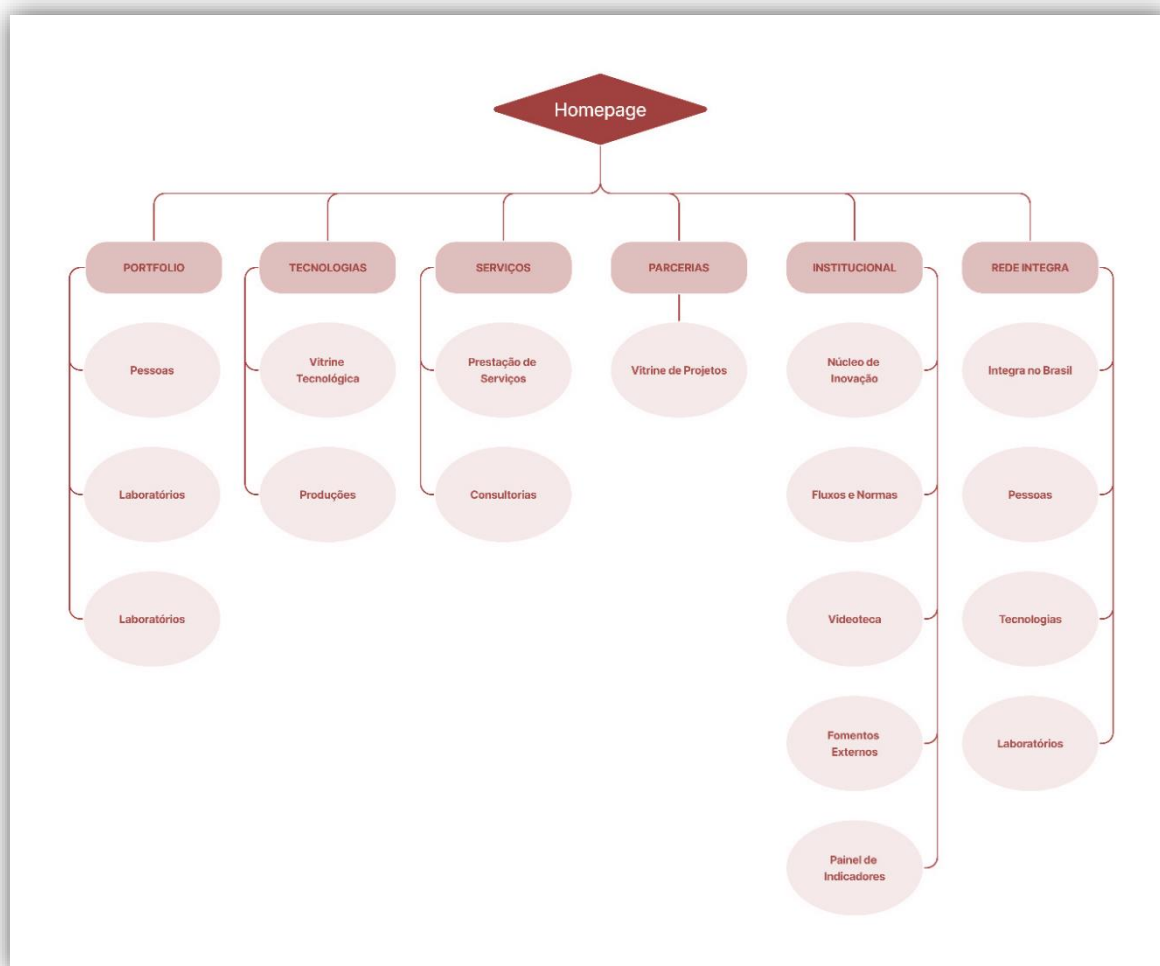 Homepage
PORTFOLIO
TECNOLOGIAS
SERVIÇOS
PARCERIAS
INSTITUCIONAL
REDE INTEGRA
Pessoas
Vitrine
Tecnológica
Prestação de
Serviços
Vitrine de Projetos
Núcleo de
Inovação
Integra no Brasil
Laboratórios
Produções
Consultorias
Fluxos e Normas
Pessoas
Laboratórios
Videoteca
Tecnologias
Fomentos
Externos
Laboratórios
Painel de
Indicadores